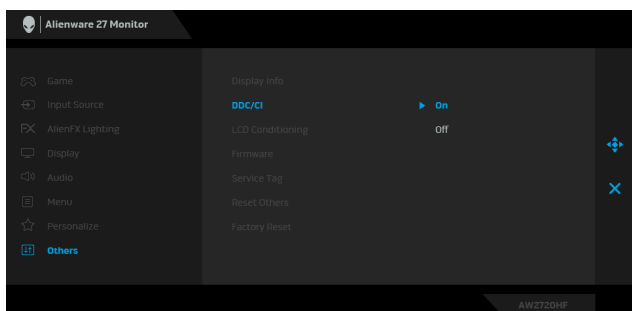 Alienware 27 Monitor
Game
Input Source
AlienFX Lighting
Display
Audio
Menu
Personalize
Others
Display Info
DDC/CI On
LCD Conditioning Off
Firmware
Service Tag
Reset Others
Factory Reset
AW2720HF